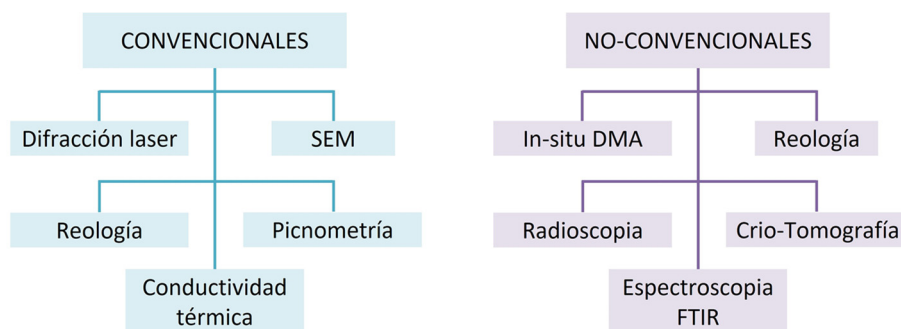 CONVENCIONALES
Difracción laser
SEM
Reología
Picnometría
Conductividad
térmica
NO-CONVENCIONALES
In-situ DMA
Reología
Radioscopia
Crio-Tomografía
Espectroscopia
FTIR